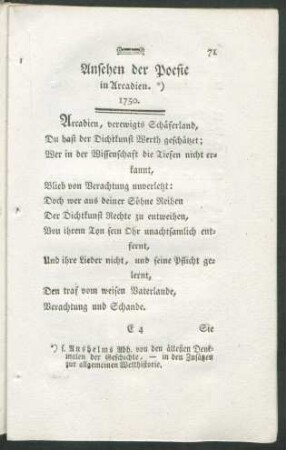 71
Ansehen der Poesie
in Arcadien. *)
1750.
Arcadien, verewigts Schäferland,
Du hast der Dichtkunst Werth geschätzet;
Wer in der Wissenschaft die Tiefen nicht er-
kannt,
Blieb von Verachtung unverletzt:
Doch wer aus deiner Söhne Reihen
Der Dichtkunst Rechte zu entweihen,
Von ihrem Ton sein Ohr unachtsamlich ent-
fernt,
Und ihre Lieder nicht, und seine Pflicht ge-
lernt,
Den traf vom weisen Vaterlande,
Verachtung und Schande.
E 4 Sie
*) s. Anshelms Abh. von den ältesten Denk-
malen der Geschichte, — in den Zusätzen
zur allgemeinen Welthistorie.